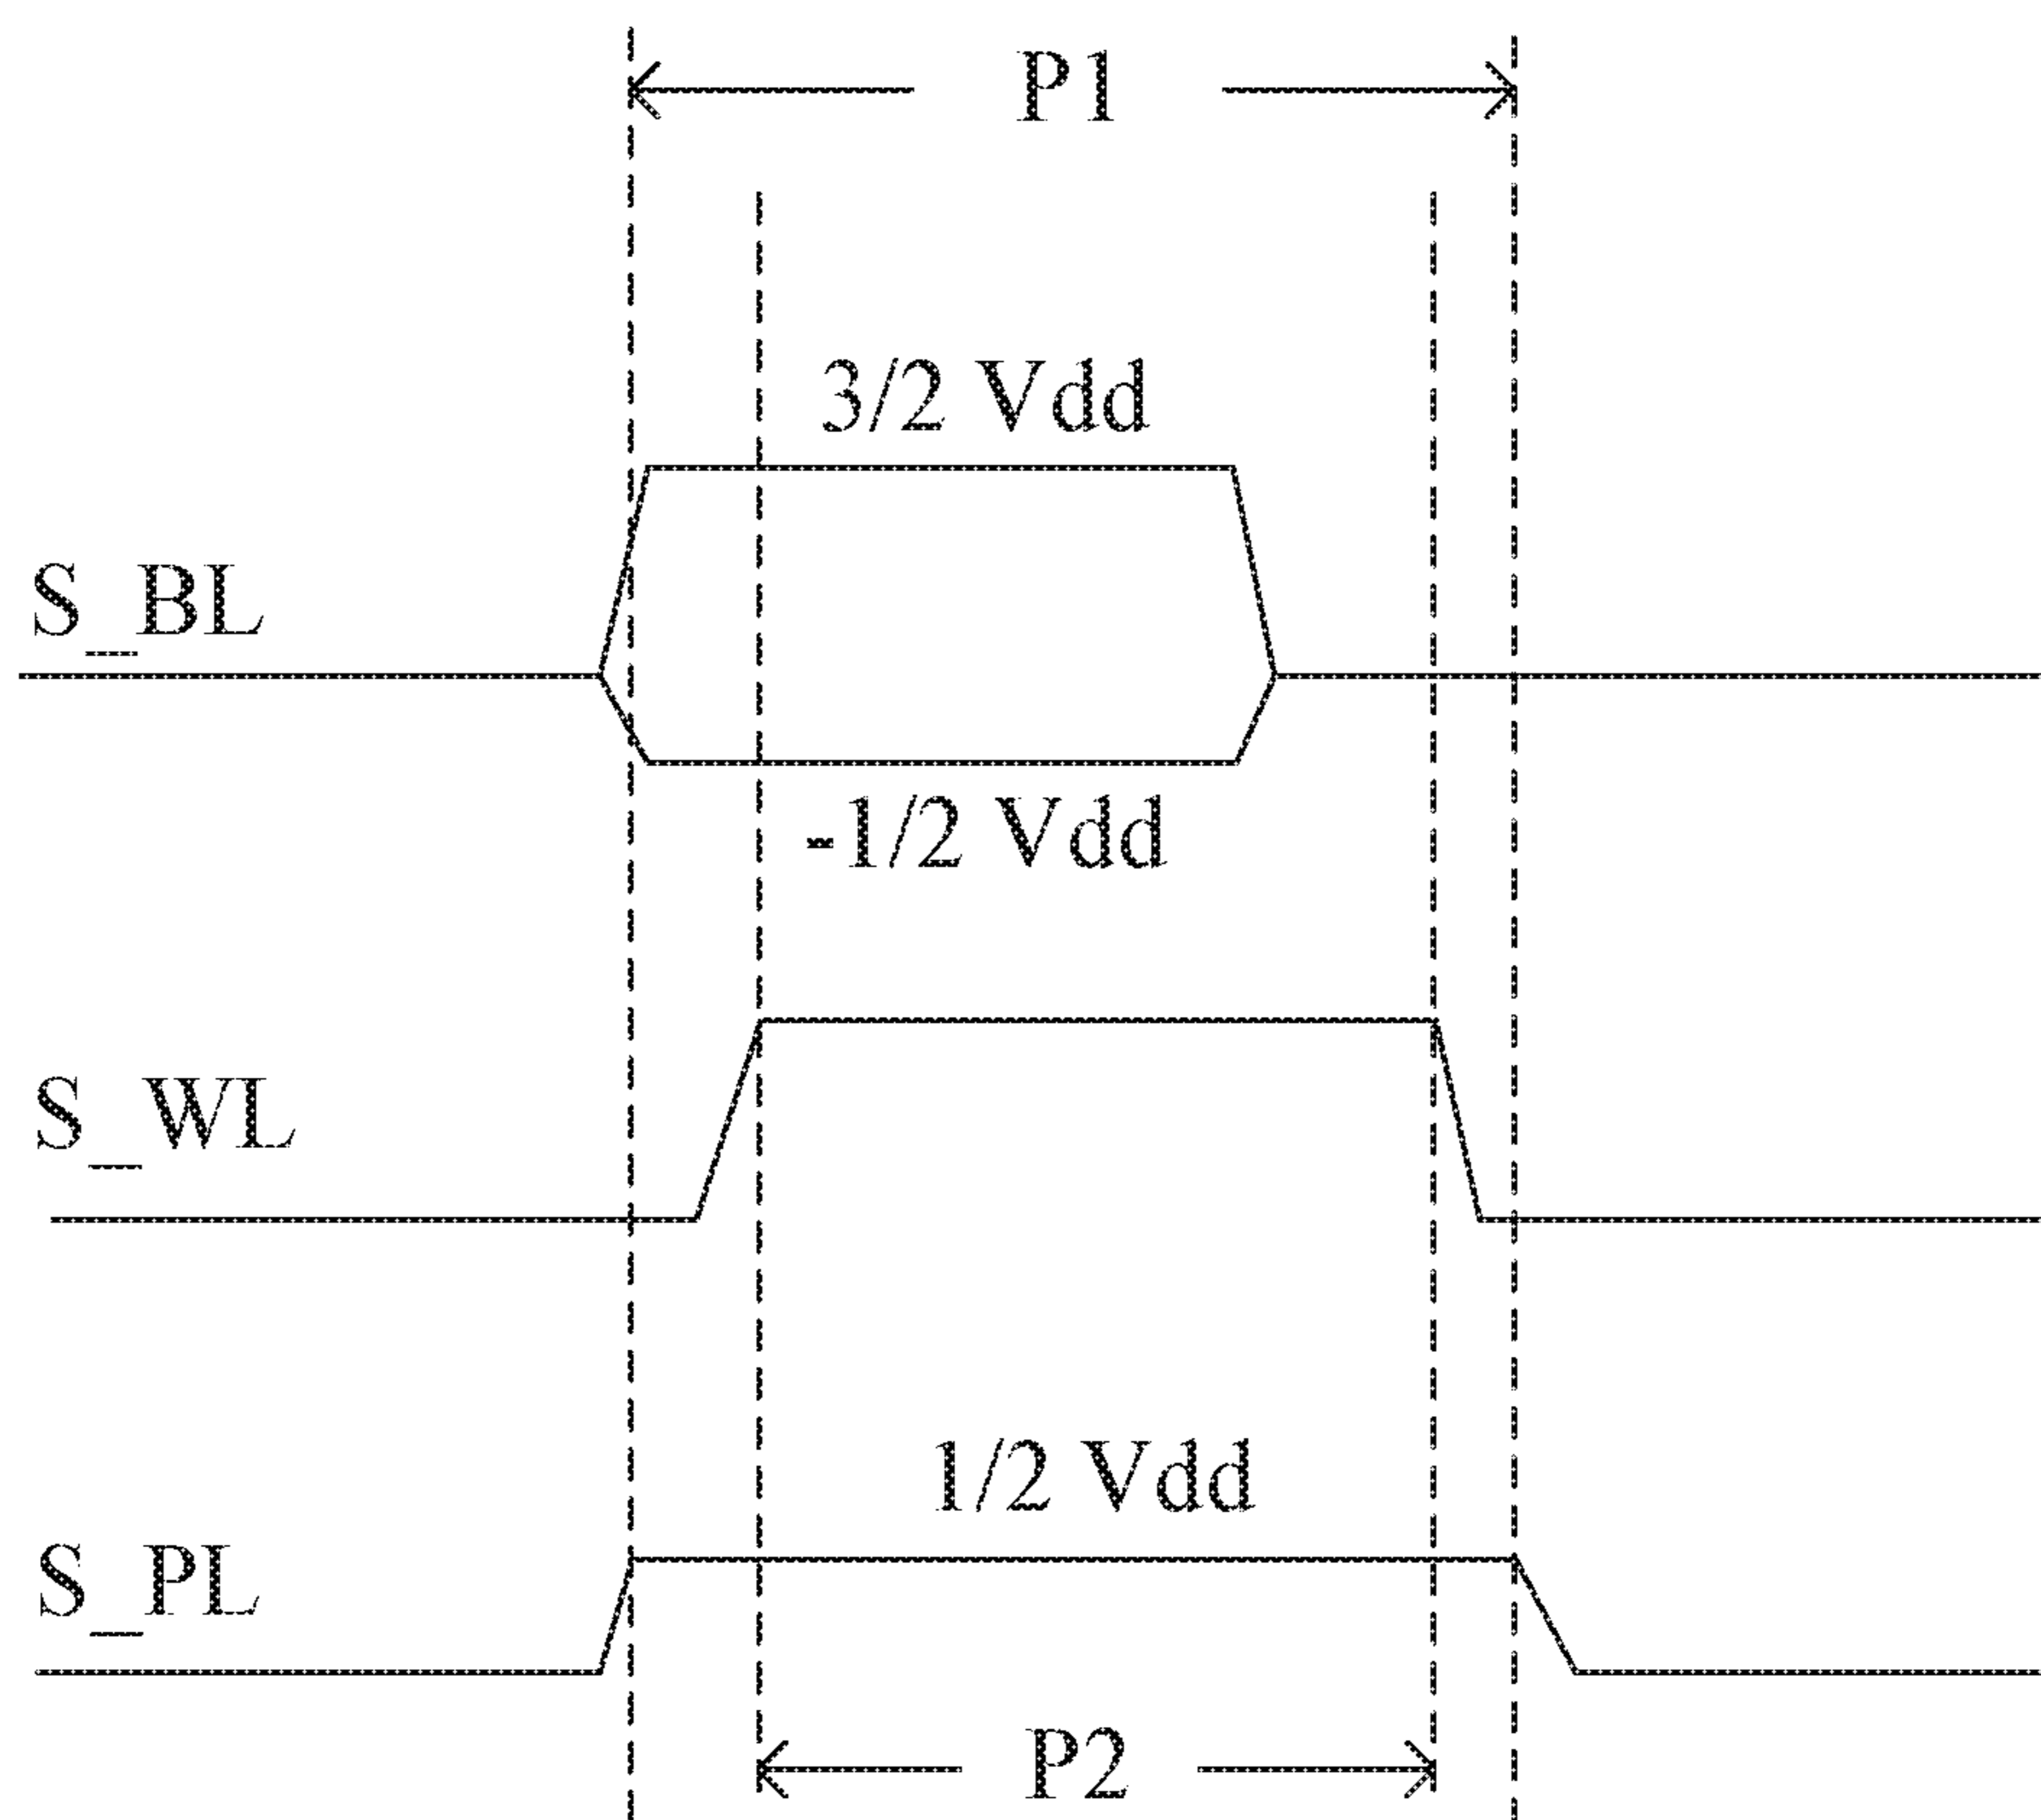 P1
3/2 Vdd
S_BL
-1/2 Vdd
S_WL
1/2 Vdd
S_PL
P2